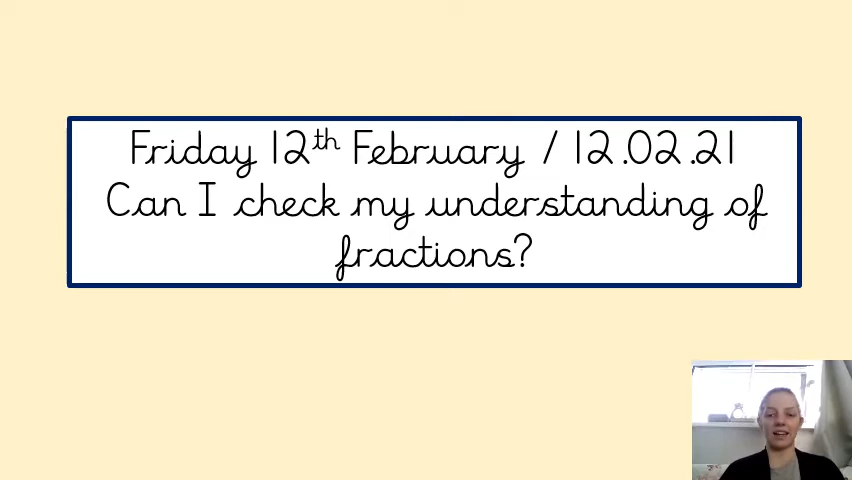 Friday 12th February / 12.02.21
Can I check my understanding of
fractions?